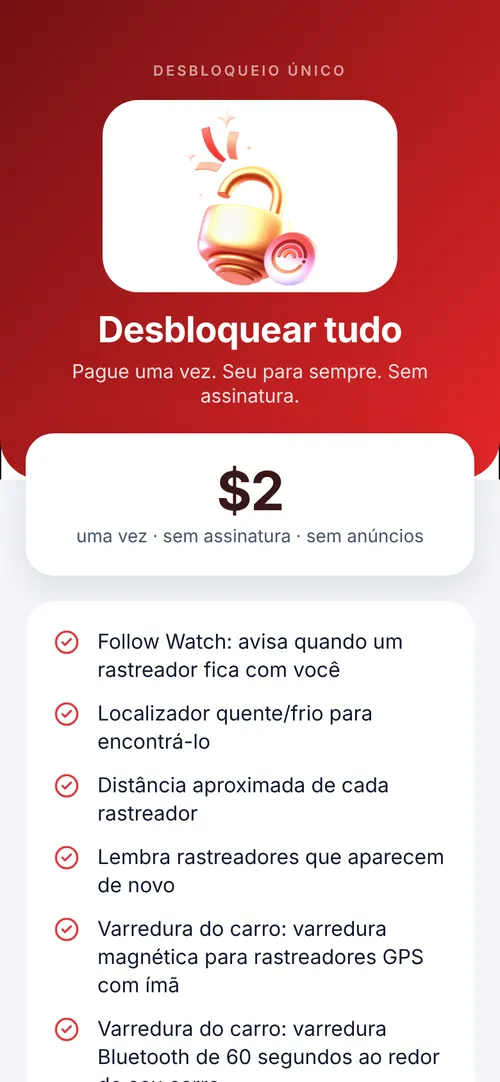 DESBLOQUEIO ÚNICO
Desbloquear tudo
Pague uma vez. Seu para sempre. Sem
assinatura.
$2
uma vez · sem assinatura · sem anúncios
Follow Watch: avisa quando um
rastreador fica com você
Localizador quente/frio para
encontrá-lo
Distância aproximada de cada
rastreador
Lembra rastreadores que aparecem
de novo
Varredura do carro: varredura
magnética para rastreadores GPS
com ímã
Varredura do carro: varredura
Bluetooth de 60 segundos ao redor
do seu carro